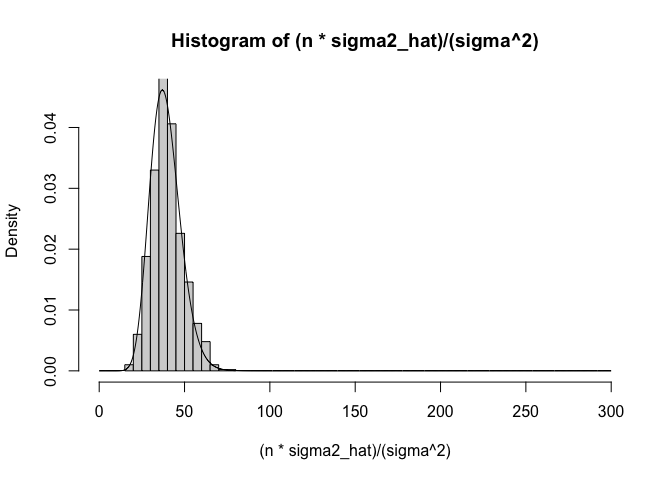 Histogram of (n * sigma2_hat)/(sigma^2)
Density
0.04
0.03
0.02
0.01
0.00
0 50 100 150 200 250 300
(n * sigma2_hat)/(sigma^2)